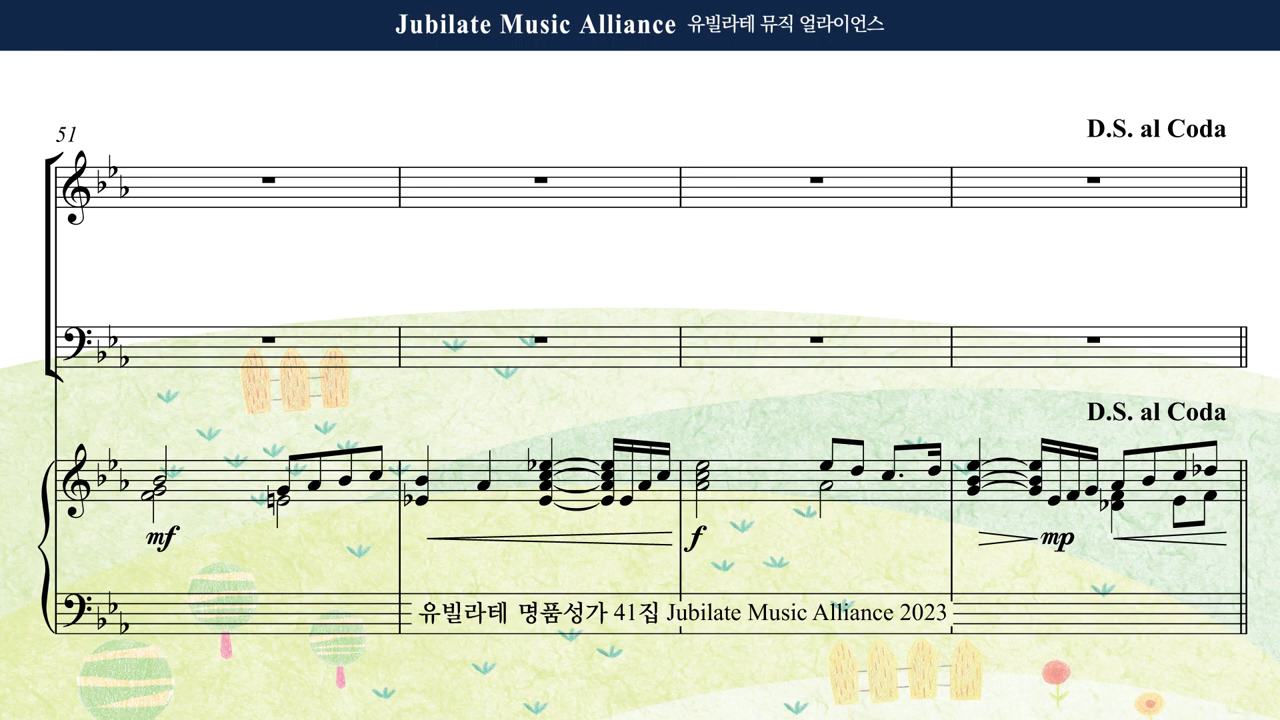 Jubilate Music Alliance 유빌라테 뮤직 얼라이언스
51
D.S. al Coda
D.S. al Coda
mf
f
mp
유빌라테 명품성가 41집 Jubilate Music Alliance 2023